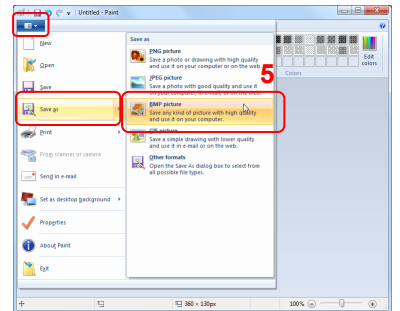 Untitled - Paint
New
Open
Save
Save as
Print
From scanner or camera
Send in e-mail
Set as desktop background
Properties
About Paint
Exit
Save as
PNG picture
Save a photo or drawing with high quality
and use it on your computer or on the web.
JPEG picture
Save a photo with good quality and use it
on your computer, in e-mail, or on the web.
BMP picture
Save any kind of picture with high quality
and use it on your computer.
GIF picture
Save a simple drawing with lower quality
and use it in e-mail or on the web.
Other formats
Open the Save As dialog box to select from
all possible file types.
5
Edit
colors
Colors
360 × 130px
100%